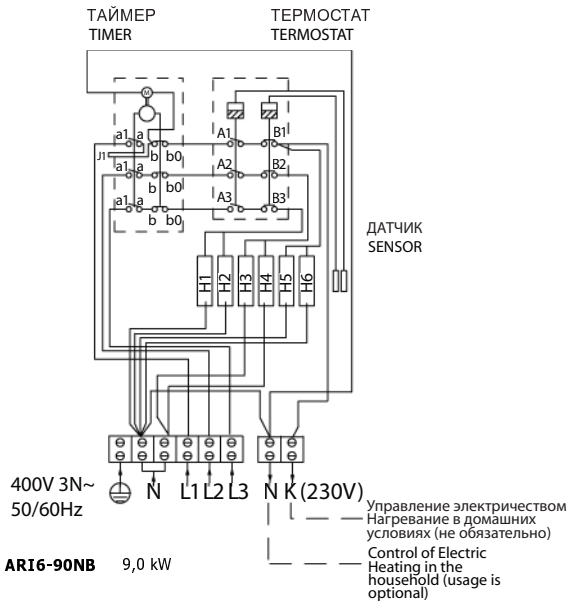 ТАЙМЕР
TIMER
ТЕРМОСТАТ
TERMOSTAT
M
a1 a
A1
B1
J1
b b0
a1 a
A2
B2
b b0
a1 a
A3
B3
b b0
ДАТЧИК
SENSOR
H1 H2 H3 H4 H5 H6
400V 3N~
50/60Hz
N L1 L2 L3 N K (230V)
Управление электричеством
Нагревание в домашних
условиях (не обязательно)
Control of Electric
Heating in the
household (usage is
optional)
ARI6-90NB 9,0 kW